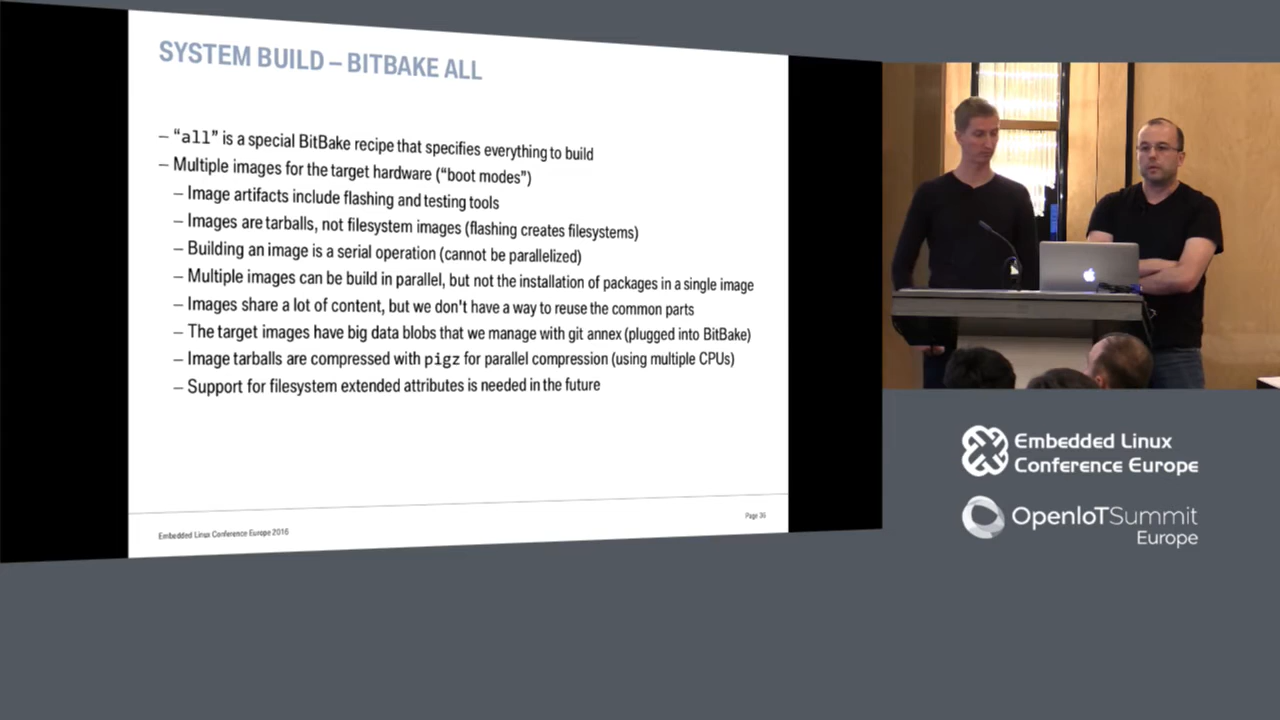 SYSTEM BUILD – BITBAKE ALL
– "all" is a special BitBake recipe that specifies everything to build
– Multiple images for the target hardware ("boot modes")
– Image artifacts include flashing and testing tools
– Images are tarballs, not filesystem images (flashing creates filesystems)
– Building an image is a serial operation (cannot be parallelized)
– Multiple images can be build in parallel, but not the installation of packages in a single image
– Images share a lot of content, but we don't have a way to reuse the common parts
– The target images have big data blobs that we manage with git annex (plugged into BitBake)
– Image tarballs are compressed with pigz for parallel compression (using multiple CPUs)
– Support for filesystem extended attributes is needed in the future
Embedded Linux Conference Europe 2016
Page 36
Embedded Linux
Conference Europe
OpenIoTSummit
Europe